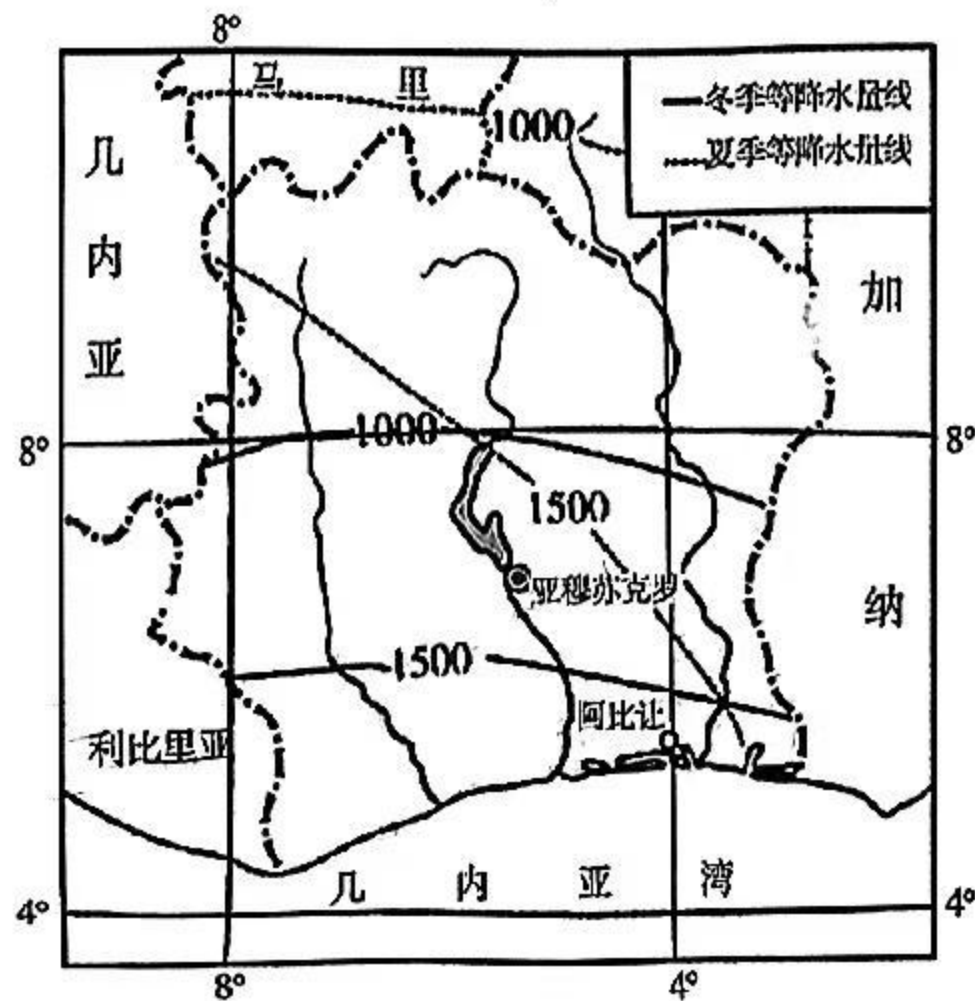 8°
马 里
1000
冬季等降水量线
夏季等降水量线
几内亚
加纳
8°
1000
8°
1500
亚穆苏克罗
1500
阿比让
利比里亚
几 内 亚 湾
4°
4°
8°
4°